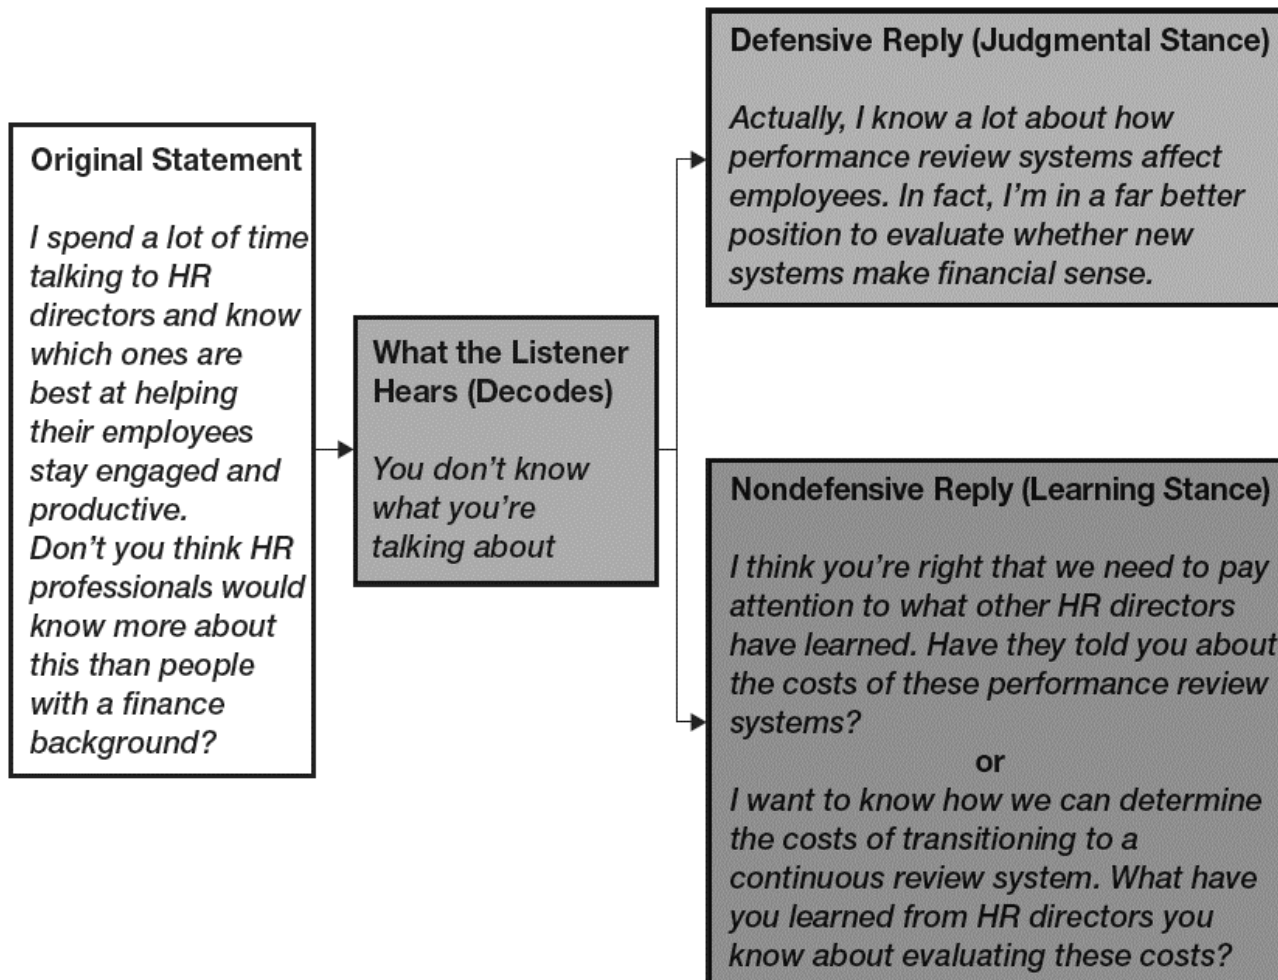 Original Statement
I spend a lot of time
talking to HR
directors and know
which ones are
best at helping
their employees
stay engaged and
productive.
Don’t you think HR
professionals would
know more about
this than people
with a finance
background?
What the Listener
Hears (Decodes)
You don’t know
what you’re
talking about
Defensive Reply (Judgmental Stance)
Actually, I know a lot about how
performance review systems affect
employees. In fact, I’m in a far better
position to evaluate whether new
systems make financial sense.
Nondefensive Reply (Learning Stance)
I think you’re right that we need to pay
attention to what other HR directors
have learned. Have they told you about
the costs of these performance review
systems?
or
I want to know how we can determine
the costs of transitioning to a
continuous review system. What have
you learned from HR directors you
know about evaluating these costs?